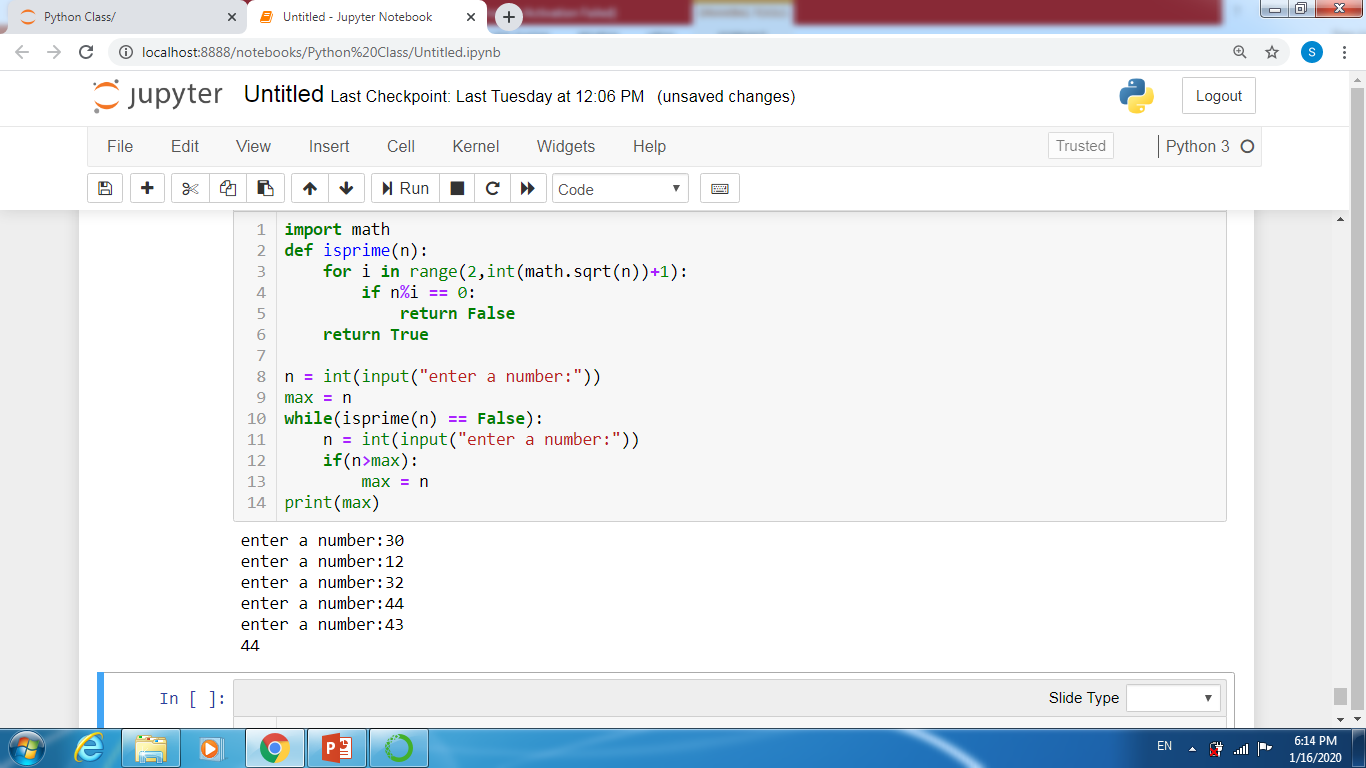 Python Class/
Untitled - Jupyter Notebook
localhost:8888/notebooks/Python%20Class/Untitled.ipynb
S
jupyter Untitled Last Checkpoint: Last Tuesday at 12:06 PM (unsaved changes)
Logout
File Edit View Insert Cell Kernel Widgets Help
Trusted
Python 3
Run
Code
1 import math
2 def isprime(n):
3     for i in range(2,int(math.sqrt(n))+1):
4         if n%i == 0:
5             return False
6     return True
7
8 n = int(input("enter a number:"))
9 max = n
10 while(isprime(n) == False):
11     n = int(input("enter a number:"))
12     if(n>max):
13         max = n
14 print(max)
enter a number:30
enter a number:12
enter a number:32
enter a number:44
enter a number:43
44
In [ ]:
Slide Type
EN
6:14 PM
1/16/2020